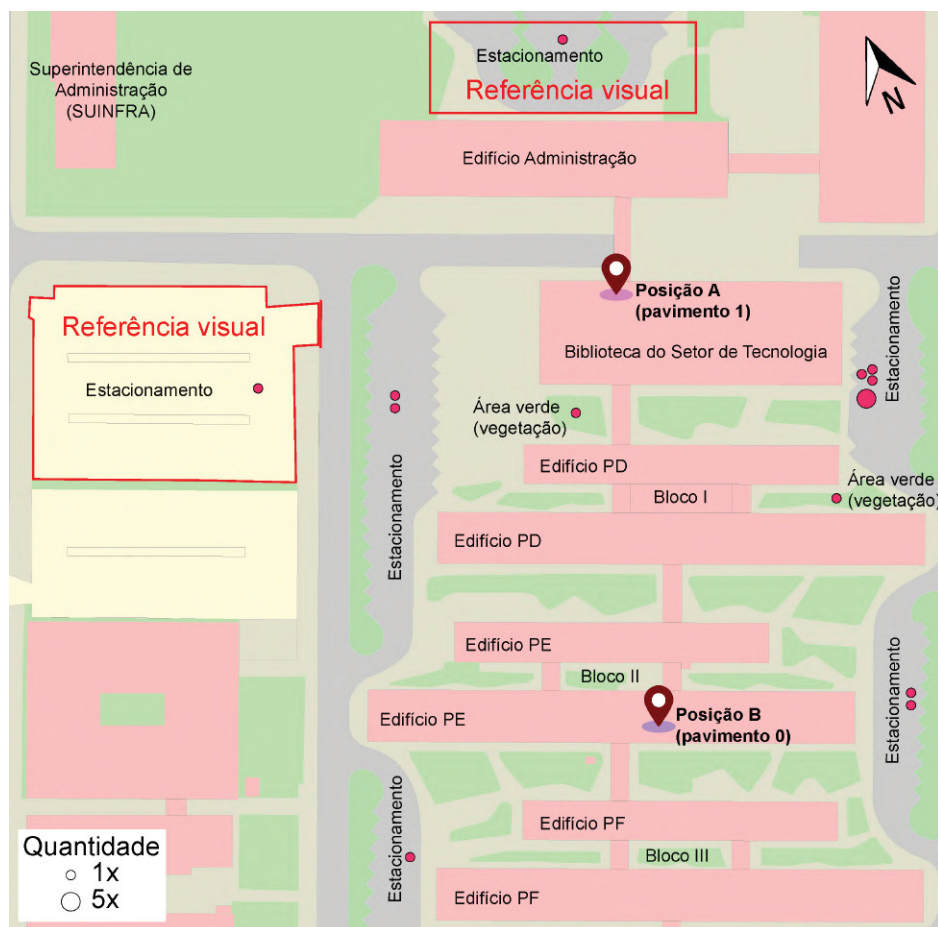 Estacionamento
Referência visual
Superintendência de
Administração
(SUINFRA)
N
Edifício Administração
Posição A
(pavimento 1)
Biblioteca do Setor de Tecnologia
Estacionamento
Referência visual
Estacionamento
Área verde
(vegetação)
Edifício PD
Área verde
(vegetação)
Bloco I
Estacionamento
Edifício PD
Edifício PE
Bloco II
Estacionamento
Edifício PE
Posição B
(pavimento 0)
Estacionamento
Edifício PF
Bloco III
Edifício PF
Quantidade
1x
5x